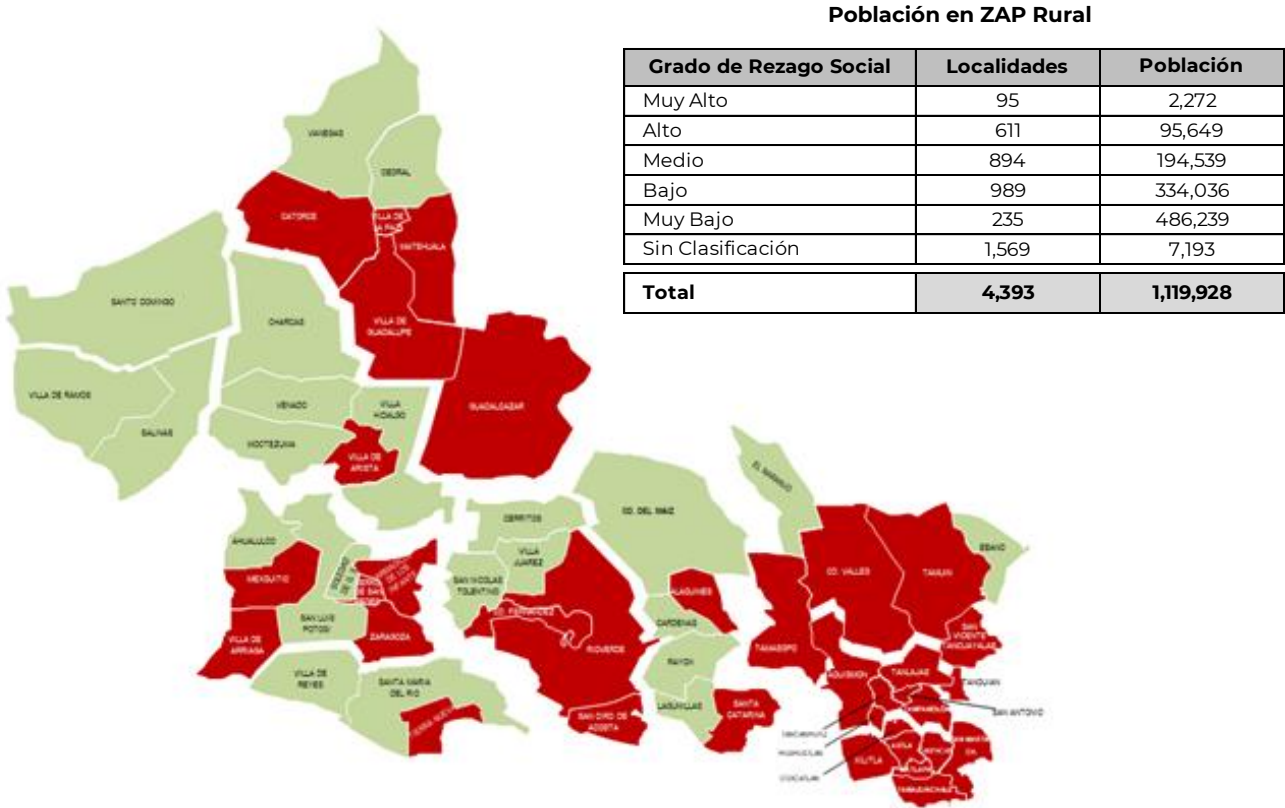 Población en ZAP Rural
Grado de Rezago Social Localidades Población
Muy Alto 95 2,272
Alto 611 95,649
Medio 894 194,539
Bajo 989 334,036
Muy Bajo 235 486,239
Sin Clasificación 1,569 7,193
Total 4,393 1,119,928
VANEGAS
CEDRAL
CATORCE
VILLA DE
LA PAZ
MATEHUALA
SANTO DOMINGO
CHARCAS
VILLA DE
GUADALUPE
VILLA DE RAMOS
VENADO
VILLA
HIDALGO
GUADALCAZAR
SALINAS
MOCTEZUMA
VILLA DE
ARISTA
EL NARANJO
CD. DEL MAIZ
CERRITOS
AHUALULCO
VILLA
JUAREZ
EBANO
MEXQUITIC
SOLEDAD
DE G. S.
SAN NICOLAS
TOLENTINO
CD. VALLES
TAMUIN
ALAQUINES
CD. FERNANDEZ
SAN LUIS
POTOSI
CARDENAS
VILLA DE
ARRIAGA
ZARAGOZA
RIOVERDE
TAMASOPO
SAN
VICENTE
TANCUAYALAB
RAYON
VILLA DE
REYES
SANTA MARIA
DEL RIO
AQUISMON
TANLAJAS
TANQUIAN
LAGUNILLAS
SANTA
CATARINA
SAN ANTONIO
TIERRA NUEVA
SAN CIRO DE
ACOSTA
XILITLA